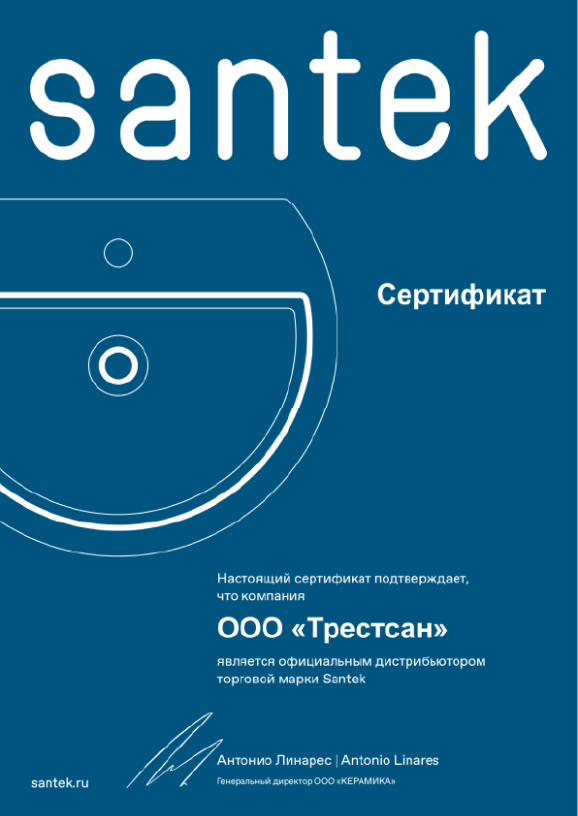 santek
Сертификат
Настоящий сертификат подтверждает,
что компания
ООО «Трестсан»
является официальным дистрибьютором
торговой марки Santek
Антонио Линарес | Antonio Linares
Генеральный директор ООО «КЕРАМИКА»
santek.ru